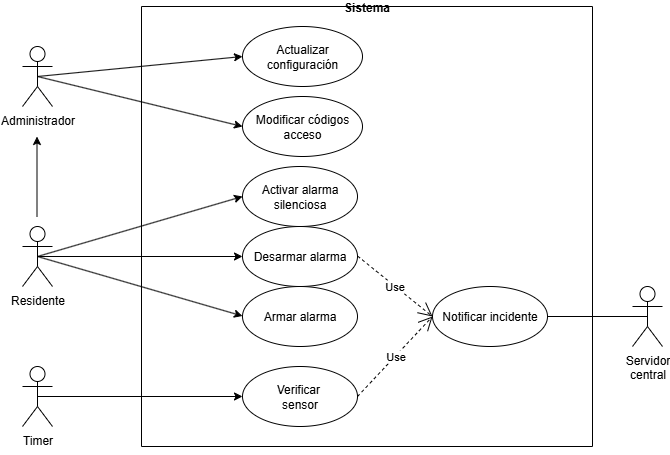 Sistema
Actualizar
configuración
Administrador
Modificar códigos
acceso
Activar alarma
silenciosa
Desarmar alarma
Use
Residente
Armar alarma
Notificar incidente
Use
Servidor
central
Verificar
sensor
Timer